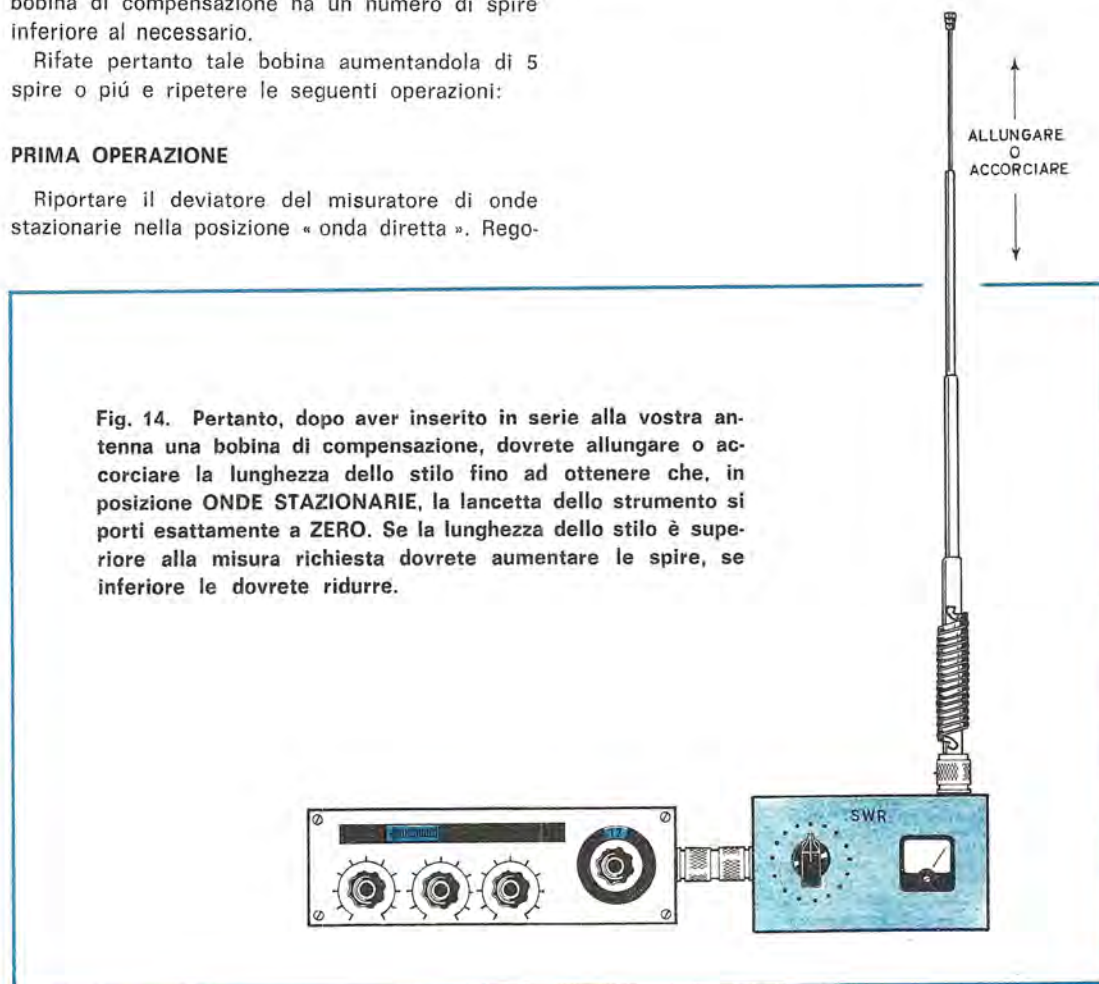 bobina di compensazione ha un numero di spire
inferiore al necessario.
Rifate pertanto tale bobina aumentandola di 5
spire o piú e ripetere le seguenti operazioni:
PRIMA OPERAZIONE
Riportare il deviatore del misuratore di onde
stazionarie nella posizione « onda diretta ». Rego-
ALLUNGARE
O
ACCORCIARE
Fig. 14. Pertanto, dopo aver inserito in serie alla vostra an-
tenna una bobina di compensazione, dovrete allungare o ac-
corciare la lunghezza dello stilo fino ad ottenere che, in
posizione ONDE STAZIONARIE, la lancetta dello strumento si
porti esattamente a ZERO. Se la lunghezza dello stilo è supe-
riore alla misura richiesta dovrete aumentare le spire, se
inferiore le dovrete ridurre.
SWR